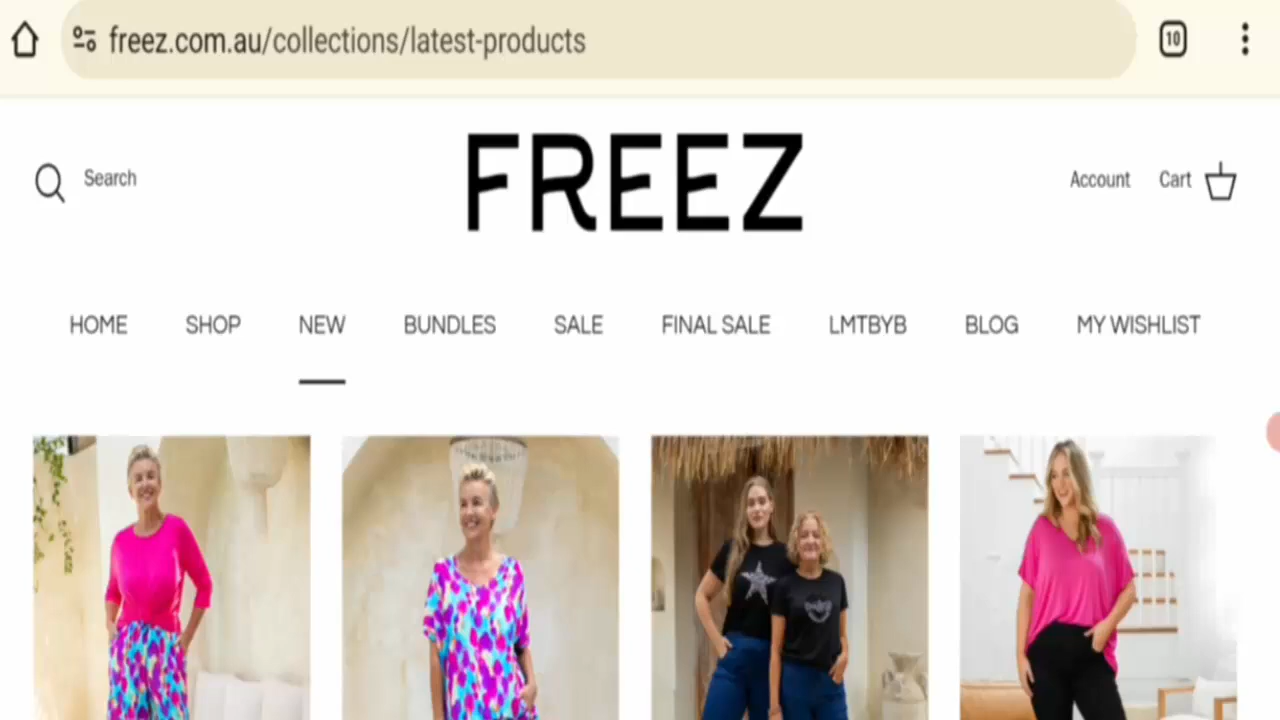 freez.com.au/collections/latest-products
10
Search
FREEZ
Account
Cart
HOME
SHOP
NEW
BUNDLES
SALE
FINAL SALE
LMTBYB
BLOG
MY WISHLIST